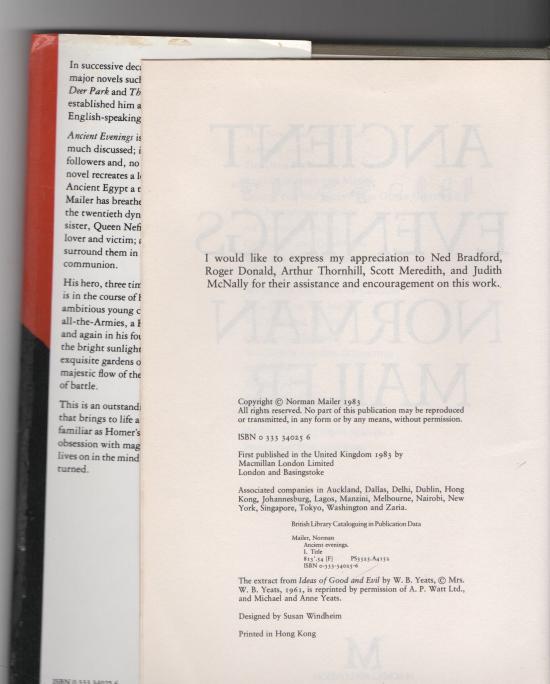 In successive dec
major novels suc
Deer Park and Th
established him a
English-speaking
Ancient Evenings is
much discussed; i
followers and, no
novel recreates a l
Ancient Egypt a t
Mailer has breathe
the twentieth dyn
sister, Queen Nef
lover and victim;
surround them in
communion.
His hero, three tim
is in the course of
ambitious young c
all-the-Armies, a
and again in his fou
the bright sunlight
exquisite gardens o
majestic flow of the
of battle.
This is an outstandi
that brings to life a
familiar as Homer's
obsession with mag
lives on in the mind
turned.
ISBN 0 333 34025 6
ANCIENT
EVENINGS
NORMAN
MAILER
I would like to express my appreciation to Ned Bradford,
Roger Donald, Arthur Thornhill, Scott Meredith, and Judith
McNally for their assistance and encouragement on this work.
Copyright © Norman Mailer 1983
All rights reserved. No part of this publication may be reproduced
or transmitted, in any form or by any means, without permission.
ISBN 0 333 34025 6
First published in the United Kingdom 1983 by
Macmillan London Limited
London and Basingstoke
Associated companies in Auckland, Dallas, Delhi, Dublin, Hong
Kong, Johannesburg, Lagos, Manzini, Melbourne, Nairobi, New
York, Singapore, Tokyo, Washington and Zaria.
British Library Cataloguing in Publication Data
Mailer, Norman
Ancient evenings.
I. Title
813'.54 [F] PS3525.A4152
ISBN 0-333-34025-6
The extract from Ideas of Good and Evil by W. B. Yeats, © Mrs.
W. B. Yeats, 1961, is reprinted by permission of A. P. Watt Ltd.,
and Michael and Anne Yeats.
Designed by Susan Windheim
Printed in Hong Kong
M